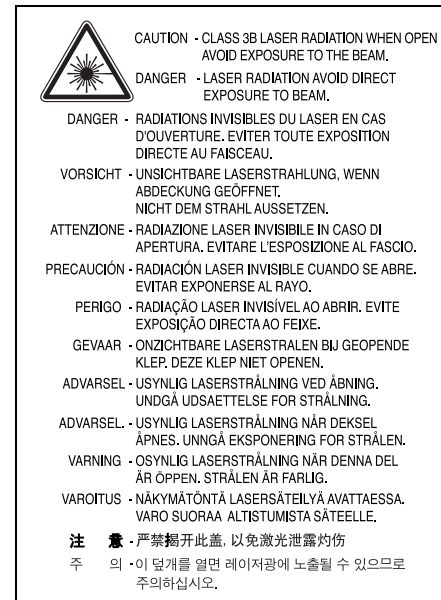 CAUTION - CLASS 3B LASER RADIATION WHEN OPEN
AVOID EXPOSURE TO THE BEAM.
DANGER - LASER RADIATION AVOID DIRECT
EXPOSURE TO BEAM.
DANGER - RADIATIONS INVISIBLES DU LASER EN CAS
D'OUVERTURE. EVITER TOUTE EXPOSITION
DIRECTE AU FAISCEAU.
VORSICHT - UNSICHTBARE LASERSTRAHLUNG, WENN
ABDECKUNG GEÖFFNET.
NICHT DEM STRAHL AUSSETZEN.
ATTENZIONE - RADIAZIONE LASER INVISIBILE IN CASO DI
APERTURA. EVITARE L'ESPOSIZIONE AL FASCIO.
PRECAUCIÓN - RADIACIÓN LASER INVISIBLE CUANDO SE ABRE.
EVITAR EXPONERSE AL RAYO.
PERIGO - RADIAÇÃO LASER INVISÍVEL AO ABRIR. EVITE
EXPOSIÇÃO DIRECTA AO FEIXE.
GEVAAR - ONZICHTBARE LASERSTRALEN BIJ GEOPENDE
KLEP. DEZE KLEP NIET OPENEN.
ADVARSEL - USYNLIG LASERSTRÅLNING VED ÅBNING.
UNDGÅ UDSAETTELSE FOR STRÅLNING.
ADVARSEL. - USYNLIG LASERSTRÅLNING NÅR DEKSEL
ÅPNES. UNNGÅ EKSPONERING FOR STRÅLEN.
VARNING - OSYNLIG LASERSTRÅLNING NÄR DENNA DEL
ÄR ÖPPEN. STRÅLEN ÄR FARLIG.
VAROITUS - NÄKYMÄTÖNTÄ LASERSÄTEILYÄ AVATTAESSA.
VARO SUORAA ALTISTUMISTA SÄTEELLE.
注 意 - 严禁揭开此盖, 以免激光泄露灼伤
주 의 - 이 덮개를 열면 레이저광에 노출될 수 있으므로
주의하십시오.